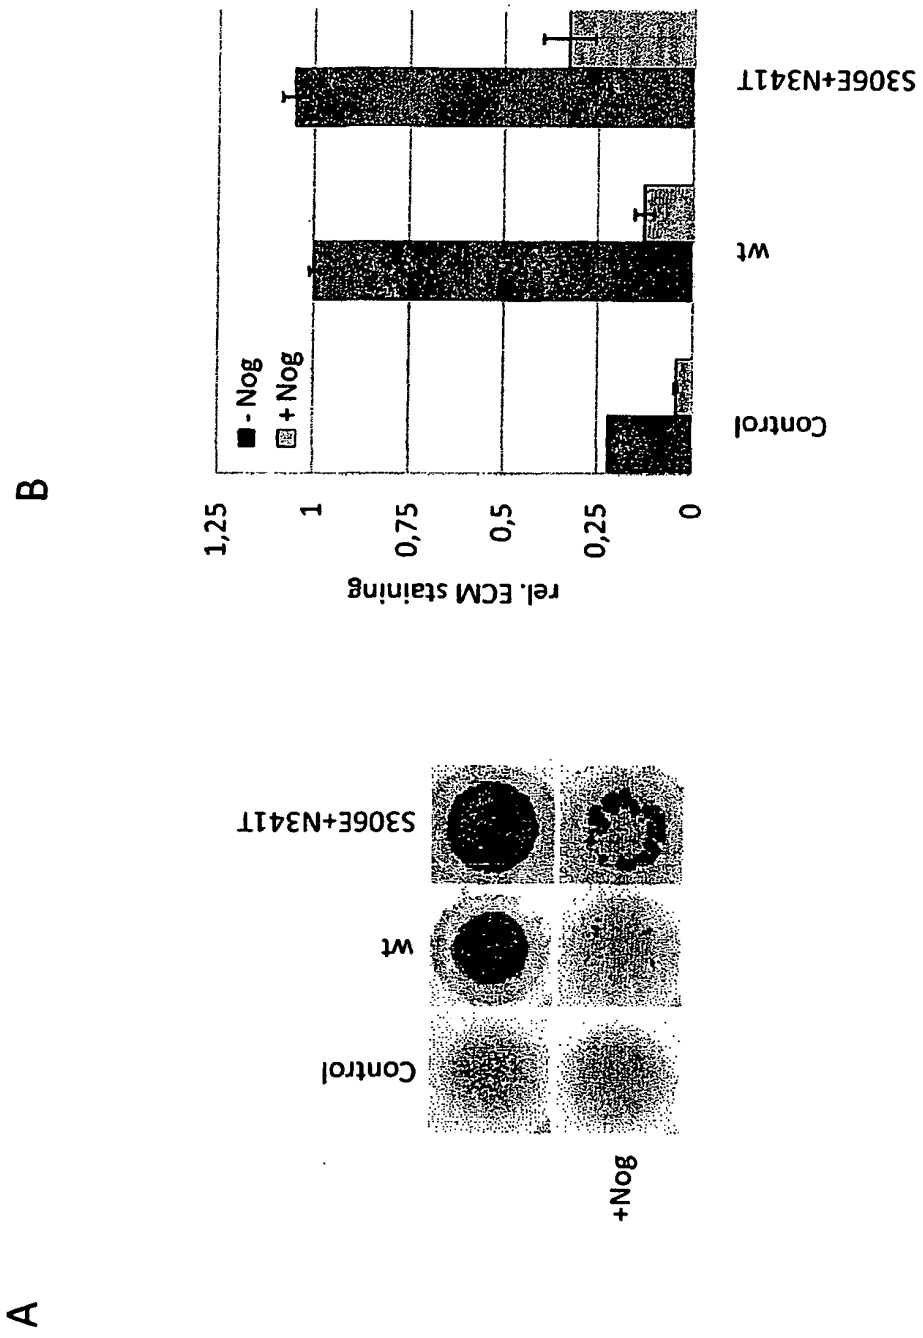 A
Control
wt
S306E+N341T
+Nog
B
rel. ECM staining
1,25
1
0,75
0,5
0,25
0
- Nog
+ Nog
Control
wt
S306E+N341T